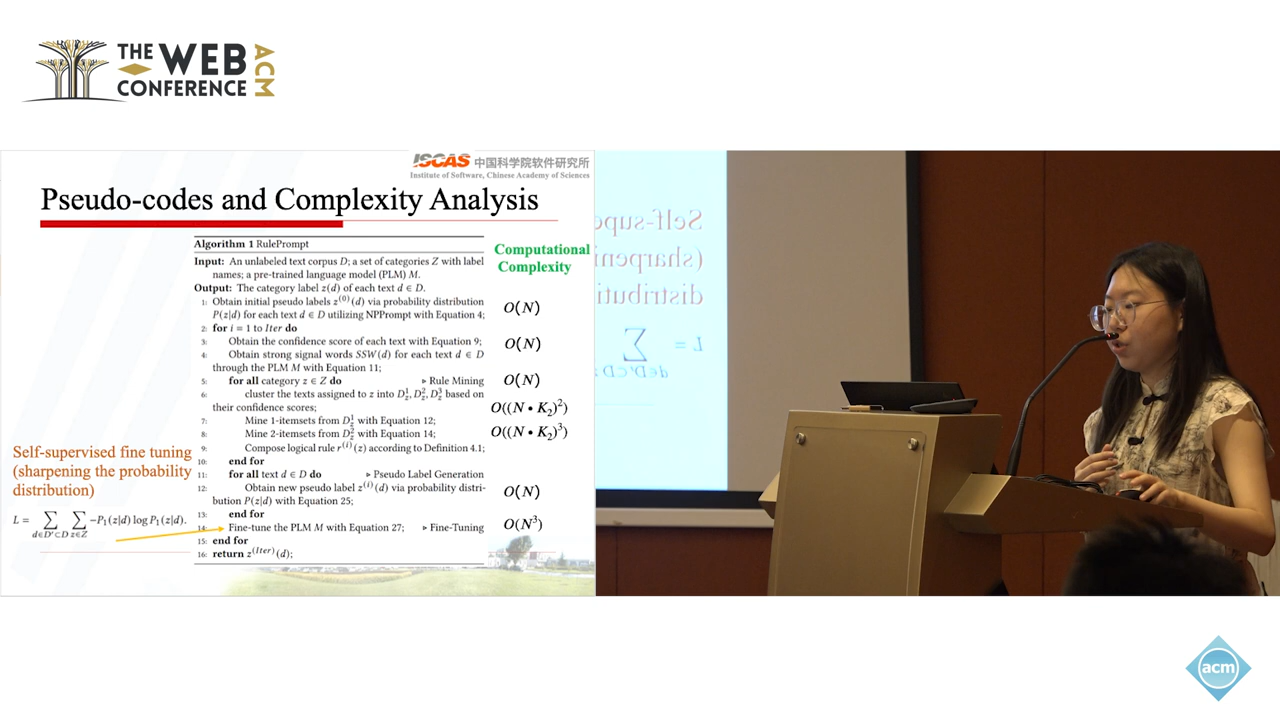 THE WEB
CONFERENCE
ACM
ISCAS 中国科学院软件研究所
Institute of Software, Chinese Academy of Sciences
Pseudo-codes and Complexity Analysis
Algorithm 1 RulePrompt
Input: An unlabeled text corpus D; a set of categories Z with label
names; a pre-trained language model (PLM) M.
Output: The category label z(d) of each text d ∈ D.
1: Obtain initial pseudo labels z^(0)(d) via probability distribution
P(z|d) for each text d ∈ D utilizing NPPrompt with Equation 4;
2: for i = 1 to Iter do
3: Obtain the confidence score of each text with Equation 9;
4: Obtain strong signal words SSW(d) for each text d ∈ D
through the PLM M with Equation 11;
5: for all category z ∈ Z do ▹ Rule Mining
6: cluster the texts assigned to z into D_z^1, D_z^2, D_z^3 based on
their confidence scores;
7: Mine 1-itemsets from D_z^1 with Equation 12;
8: Mine 2-itemsets from D_z^2 with Equation 14;
9: Compose logical rule r^(i)(z) according to Definition 4.1;
10: end for
11: for all text d ∈ D do ▹ Pseudo Label Generation
12: Obtain new pseudo label z^(i)(d) via probability distri-
bution P(z|d) with Equation 25;
13: end for
14: Fine-tune the PLM M with Equation 27; ▹ Fine-Tuning
15: end for
16: return z^(Iter)(d);
Computational
Complexity
O(N)
O(N)
O(N)
O((N • K₂)²)
O((N • K₂)³)
O(N)
O(N³)
Self-supervised fine tuning
(sharpening the probability
distribution)
L = ∑_{d∈D'⊂D} ∑_{z∈Z} −P₁(z|d) log P₁(z|d).
Self-supe
(sharpenin
distributi
L = ∑
d∈D'⊂D
acm